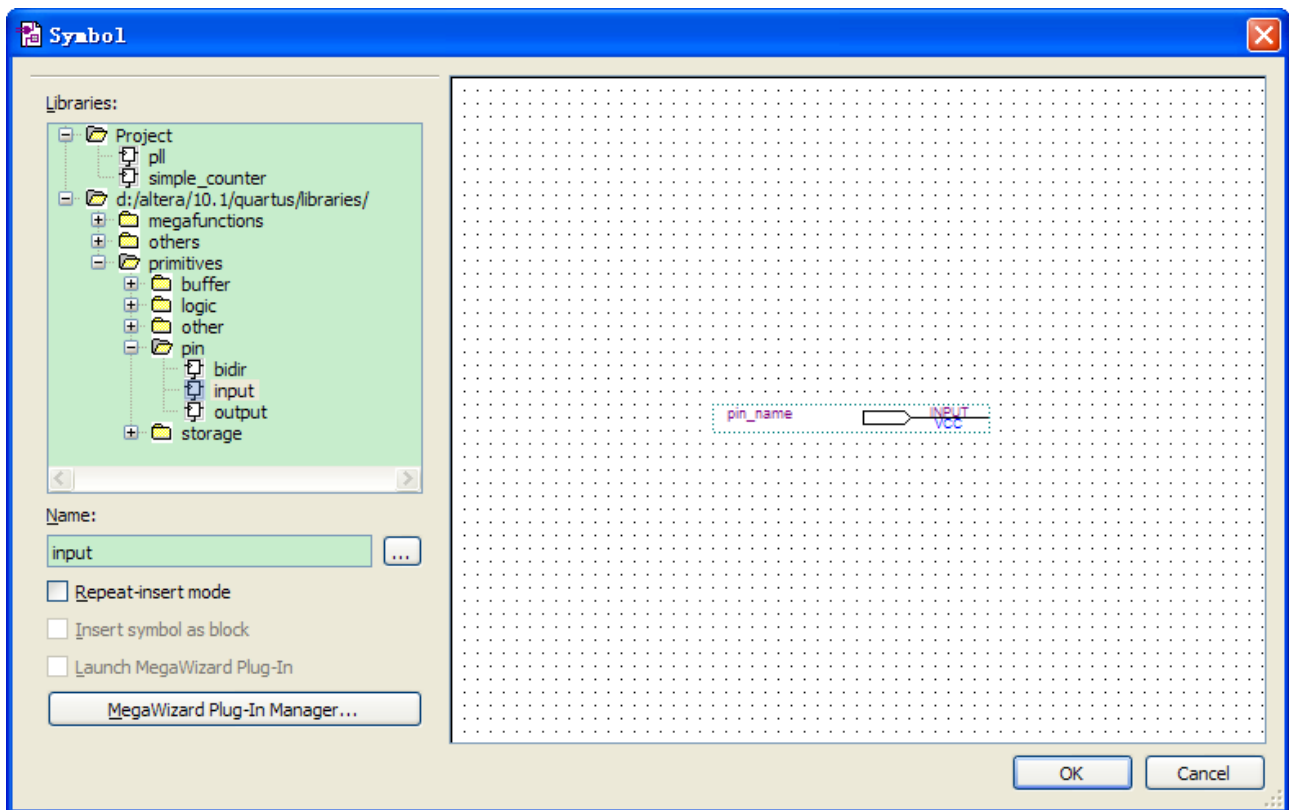 Symbol
Libraries:
Project
pll
simple_counter
d:/altera/10.1/quartus/libraries/
megafunctions
others
primitives
buffer
logic
other
pin
bidir
input
output
storage
Name:
input
...
Repeat-insert mode
Insert symbol as block
Launch MegaWizard Plug-In
MegaWizard Plug-In Manager...
pin_name
INPUT
VCC
OK
Cancel